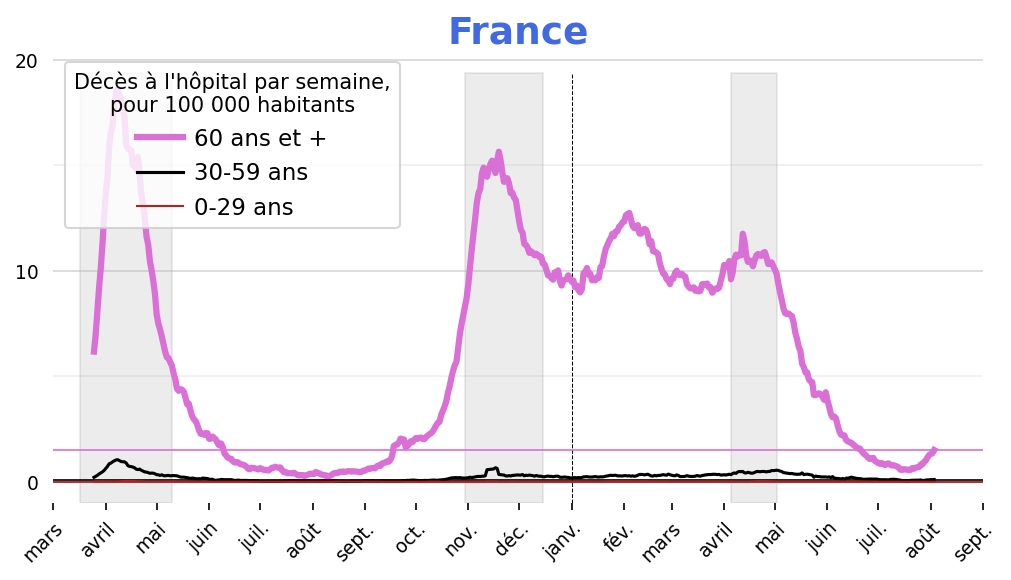 France
20
10
0
Décès à l'hôpital par semaine,
pour 100 000 habitants
60 ans et +
30-59 ans
0-29 ans
mars avril mai juin juil. août sept. oct. nov. déc. janv. fév. mars avril mai juin juil. août sept.